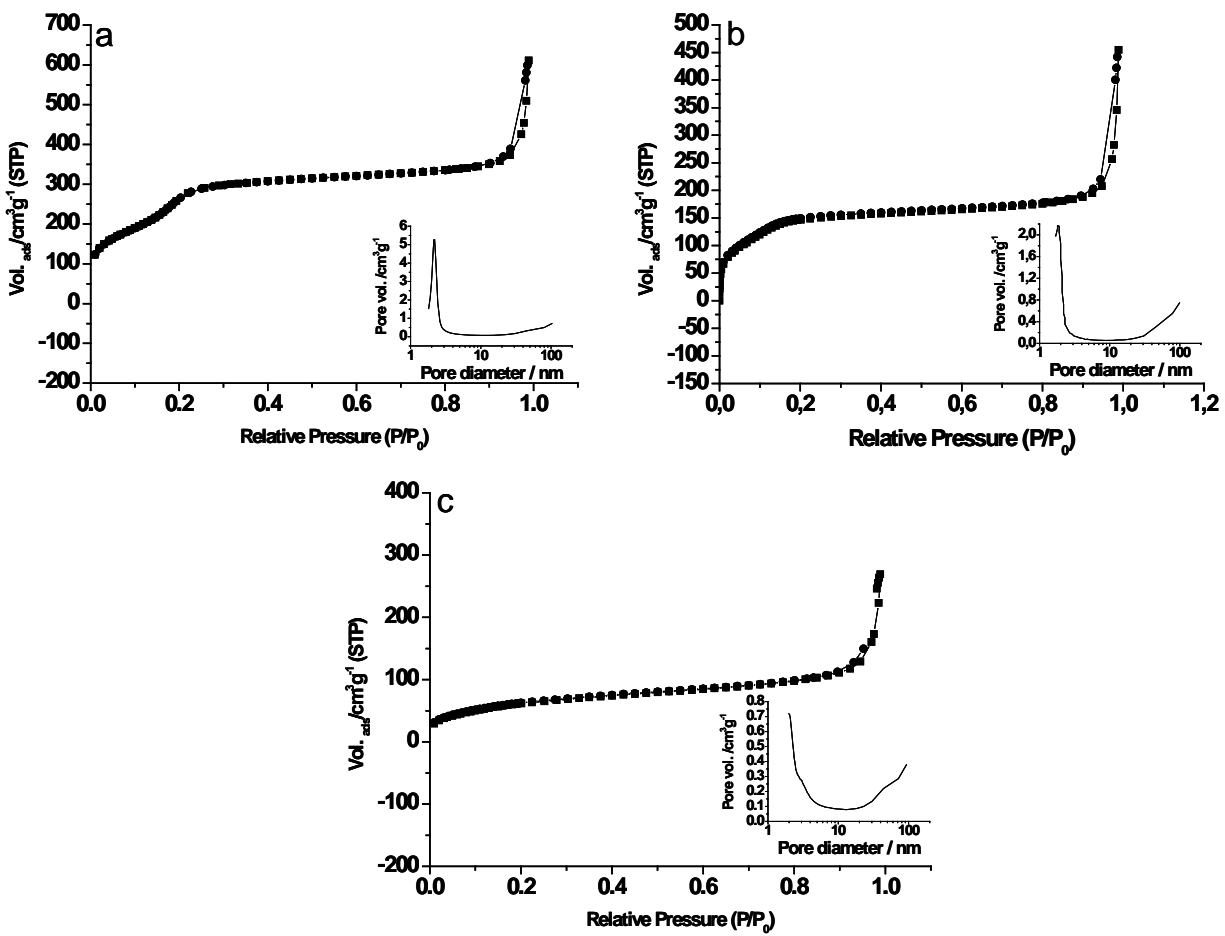 a
700
600
500
400
300
200
100
0
-100
-200
Vol. ads/cm³g⁻¹ (STP)
0.0 0.2 0.4 0.6 0.8 1.0
Relative Pressure (P/P₀)
6
5
4
3
2
1
0
Pore vol. /cm³g⁻¹
1 10 100
Pore diameter / nm
b
500
450
400
350
300
250
200
150
100
50
0
-50
-100
-150
Vol. ads/cm³g⁻¹ (STP)
0,0 0,2 0,4 0,6 0,8 1,0 1,2
Relative Pressure (P/P₀)
2,0
1,6
1,2
0,8
0,4
0,0
Pore vol. /cm³g⁻¹
1 10 100
Pore diameter / nm
c
400
300
200
100
0
-100
-200
Vol. ads/cm³g⁻¹ (STP)
0.0 0.2 0.4 0.6 0.8 1.0
Relative Pressure (P/P₀)
0.8
0.7
0.6
0.5
0.4
0.3
0.2
0.1
0.0
Pore vol. /cm³g⁻¹
1 10 100
Pore diameter / nm